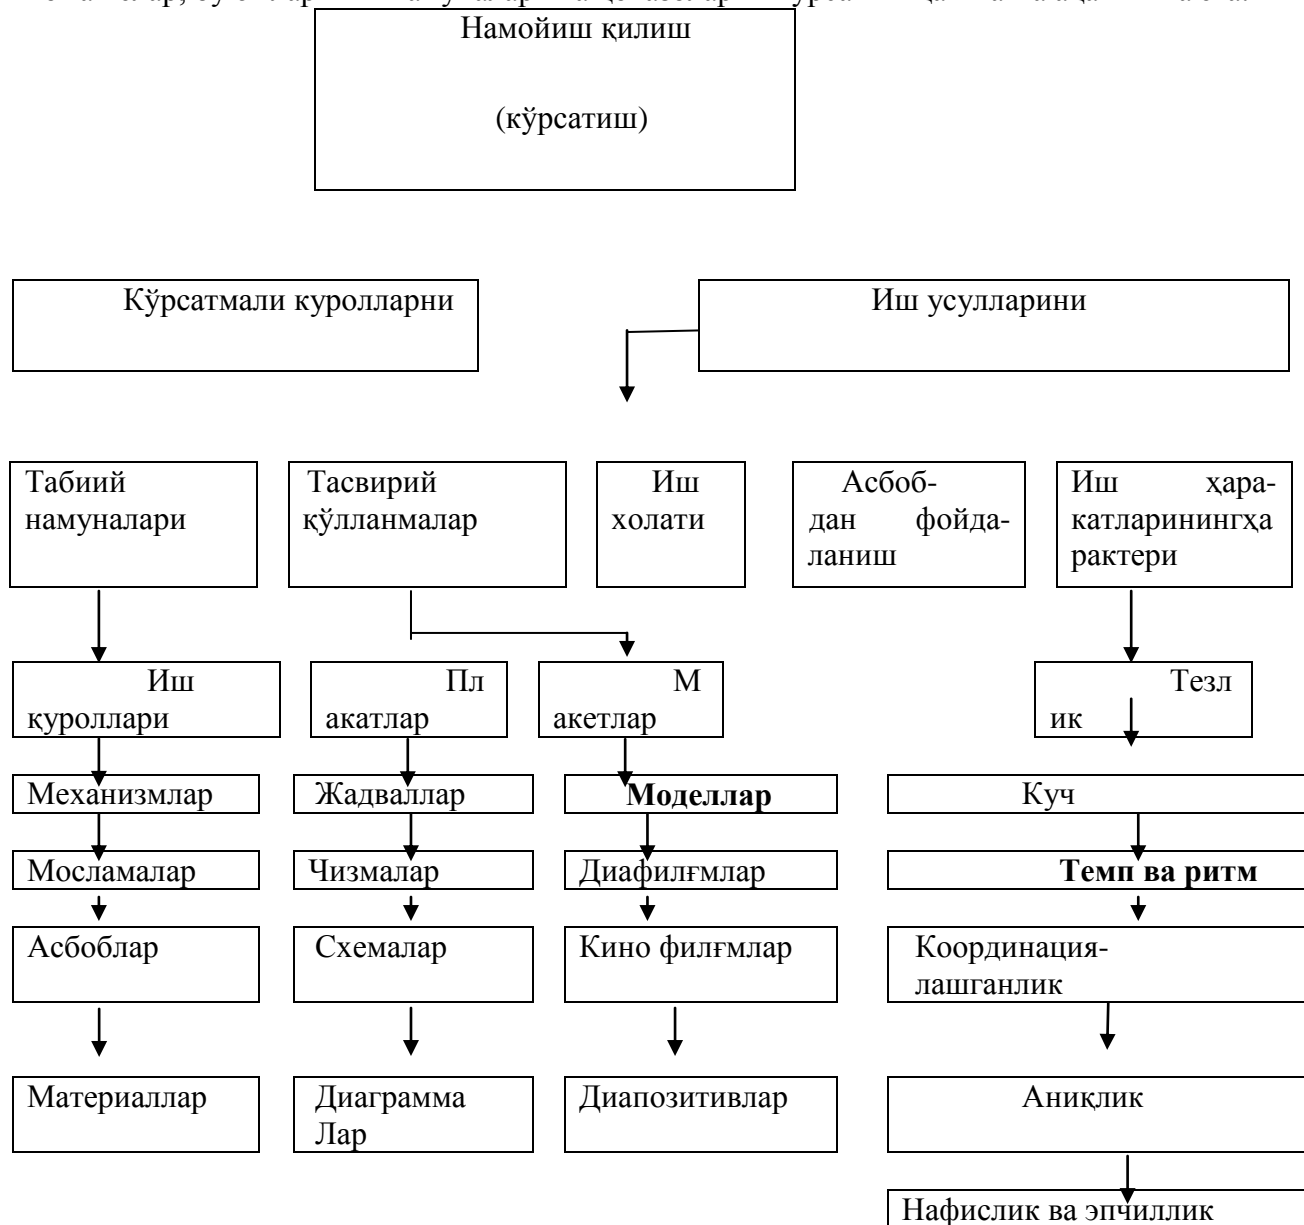 Намойиш қилиш
(кўрсатиш)
Кўрсатмали куролларни
Иш усулларини
Табиий
намуналари
Тасвирий
қўлланмалар
Иш
холати
Асбоб-
дан фойда-
ланиш
Иш ҳара-
катларинингҳа
рактери
Иш
қуроллари
Пл
акатлар
М
акетлар
Тезл
ик
Механизмлар
Жадваллар
Моделлар
Куч
Мосламалар
Чизмалар
Диафилғмлар
Темп ва ритм
Асбоблар
Схемалар
Кино филғмлар
Координация-
лашганлик
Материаллар
Диаграмма
Лар
Диапозитивлар
Аниқлик
Нафислик ва эпчиллик